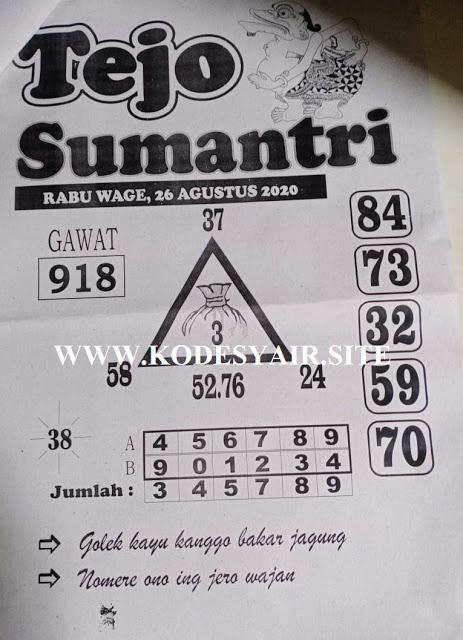 Tejo
Sumantri
RABU WAGE, 26 AGUSTUS 2020
GAWAT
918
37
3
58
52.76
24
84
73
32
59
70
WWW.KODESYAIR.SITE
38
A 4 5 6 7 8 9
B 9 0 1 2 3 4
Jumlah : 3 4 5 7 8 9
⇨ Golek kayu kanggo bakar jagung
⇨ Nomere ono ing jero wajan